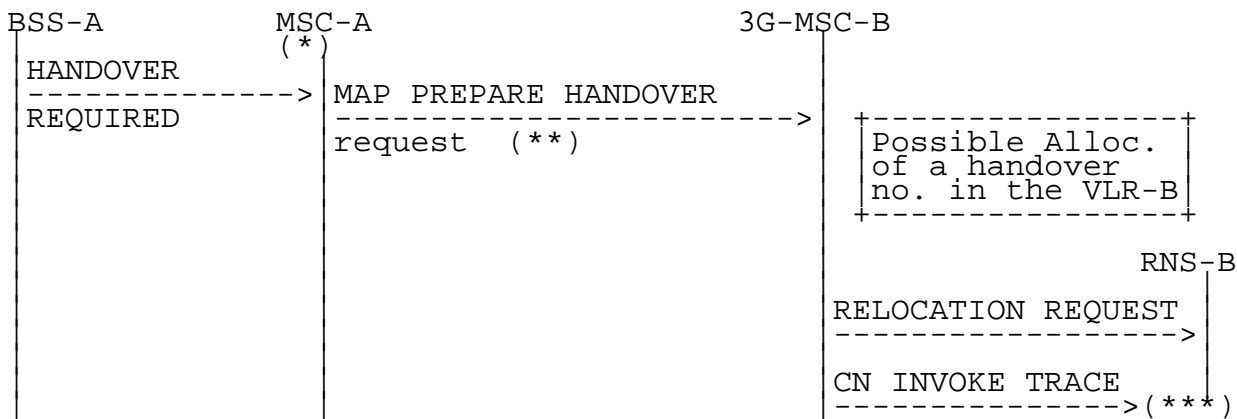 BSS-A MSC-A 3G-MSC-B
(*)
HANDOVER
MAP PREPARE HANDOVER
REQUIRED
request (**)
Possible Alloc.
of a handover
no. in the VLR-B
RNS-B
RELOCATION REQUEST
CN INVOKE TRACE
(***)